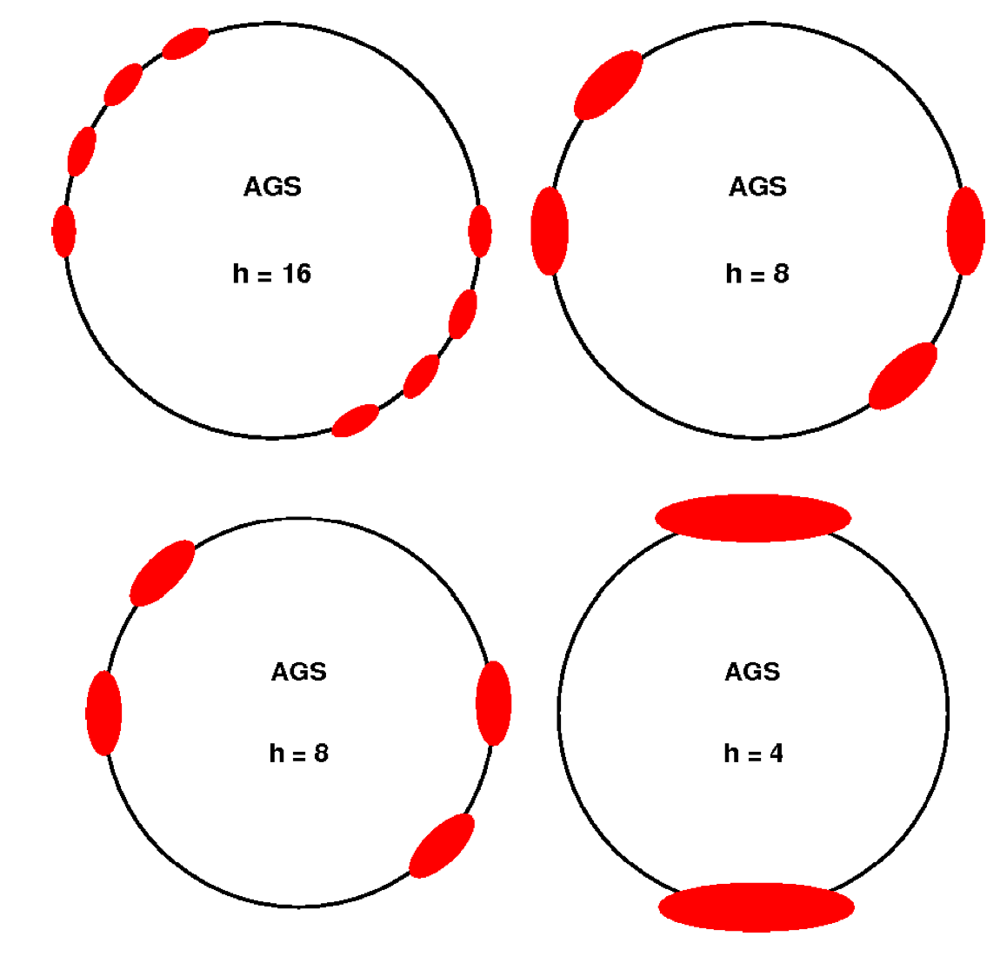 AGS
h = 16
AGS
h = 8
AGS
h = 8
AGS
h = 4